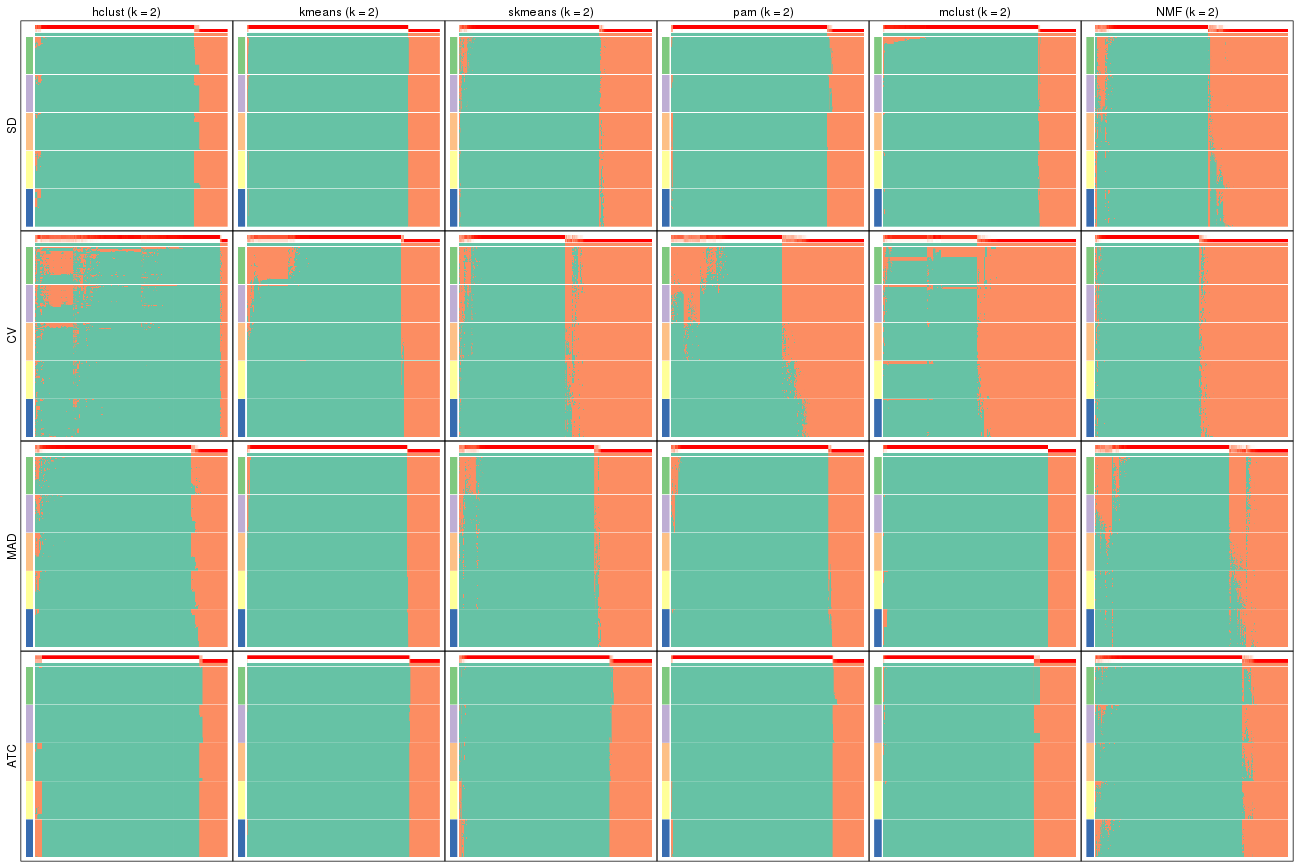 hclust (k = 2) kmeans (k = 2) skmeans (k = 2) pam (k = 2) mclust (k = 2) NMF (k = 2)
SD
CV
MAD
ATC